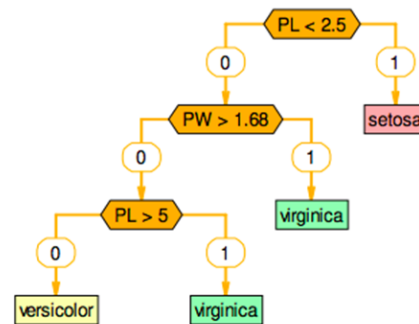 PL < 2.5
0
1
PW > 1.68
setosa
0
1
PL > 5
virginica
0
1
versicolor
virginica